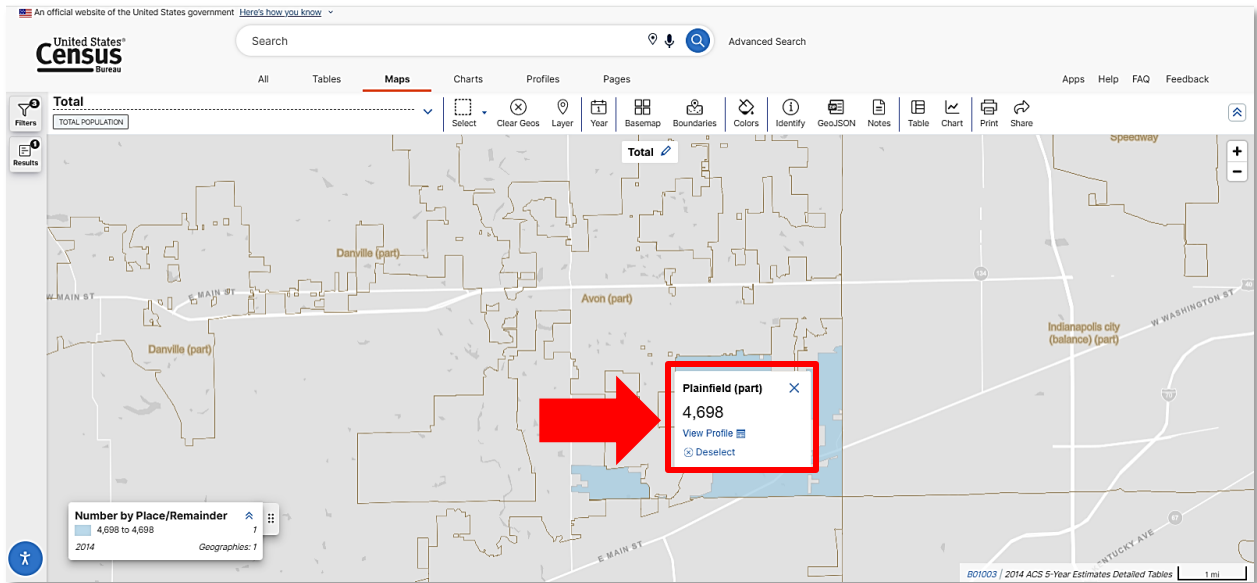 An official website of the United States government Here's how you know
United States®
Census
Bureau
Search
Advanced Search
All Tables Maps Charts Profiles Pages
Apps Help FAQ Feedback
3
Filters
1
Results
Total
TOTAL POPULATION
Select Clear Geos Layer Year Basemap Boundaries Colors Identify GeoJSON Notes Table Chart Print Share
Total
+
−
Speedway
Danville (part)
W MAIN ST
E MAIN ST
Avon (part)
134
40
W WASHINGTON ST
Indianapolis city
(balance) (part)
Danville (part)
Plainfield (part)
4,698
View Profile
Deselect
67
E MAIN ST
KENTUCKY AVE
Number by Place/Remainder
4,698 to 4,698 1
2014 Geographies: 1
B01003 | 2014 ACS 5-Year Estimates Detailed Tables
1 mi